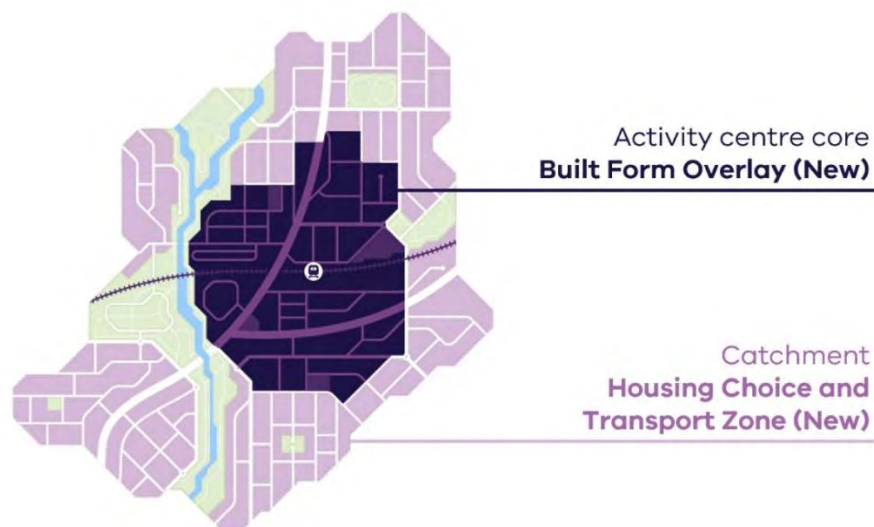 Activity centre core
Built Form Overlay (New)
Catchment
Housing Choice and
Transport Zone (New)